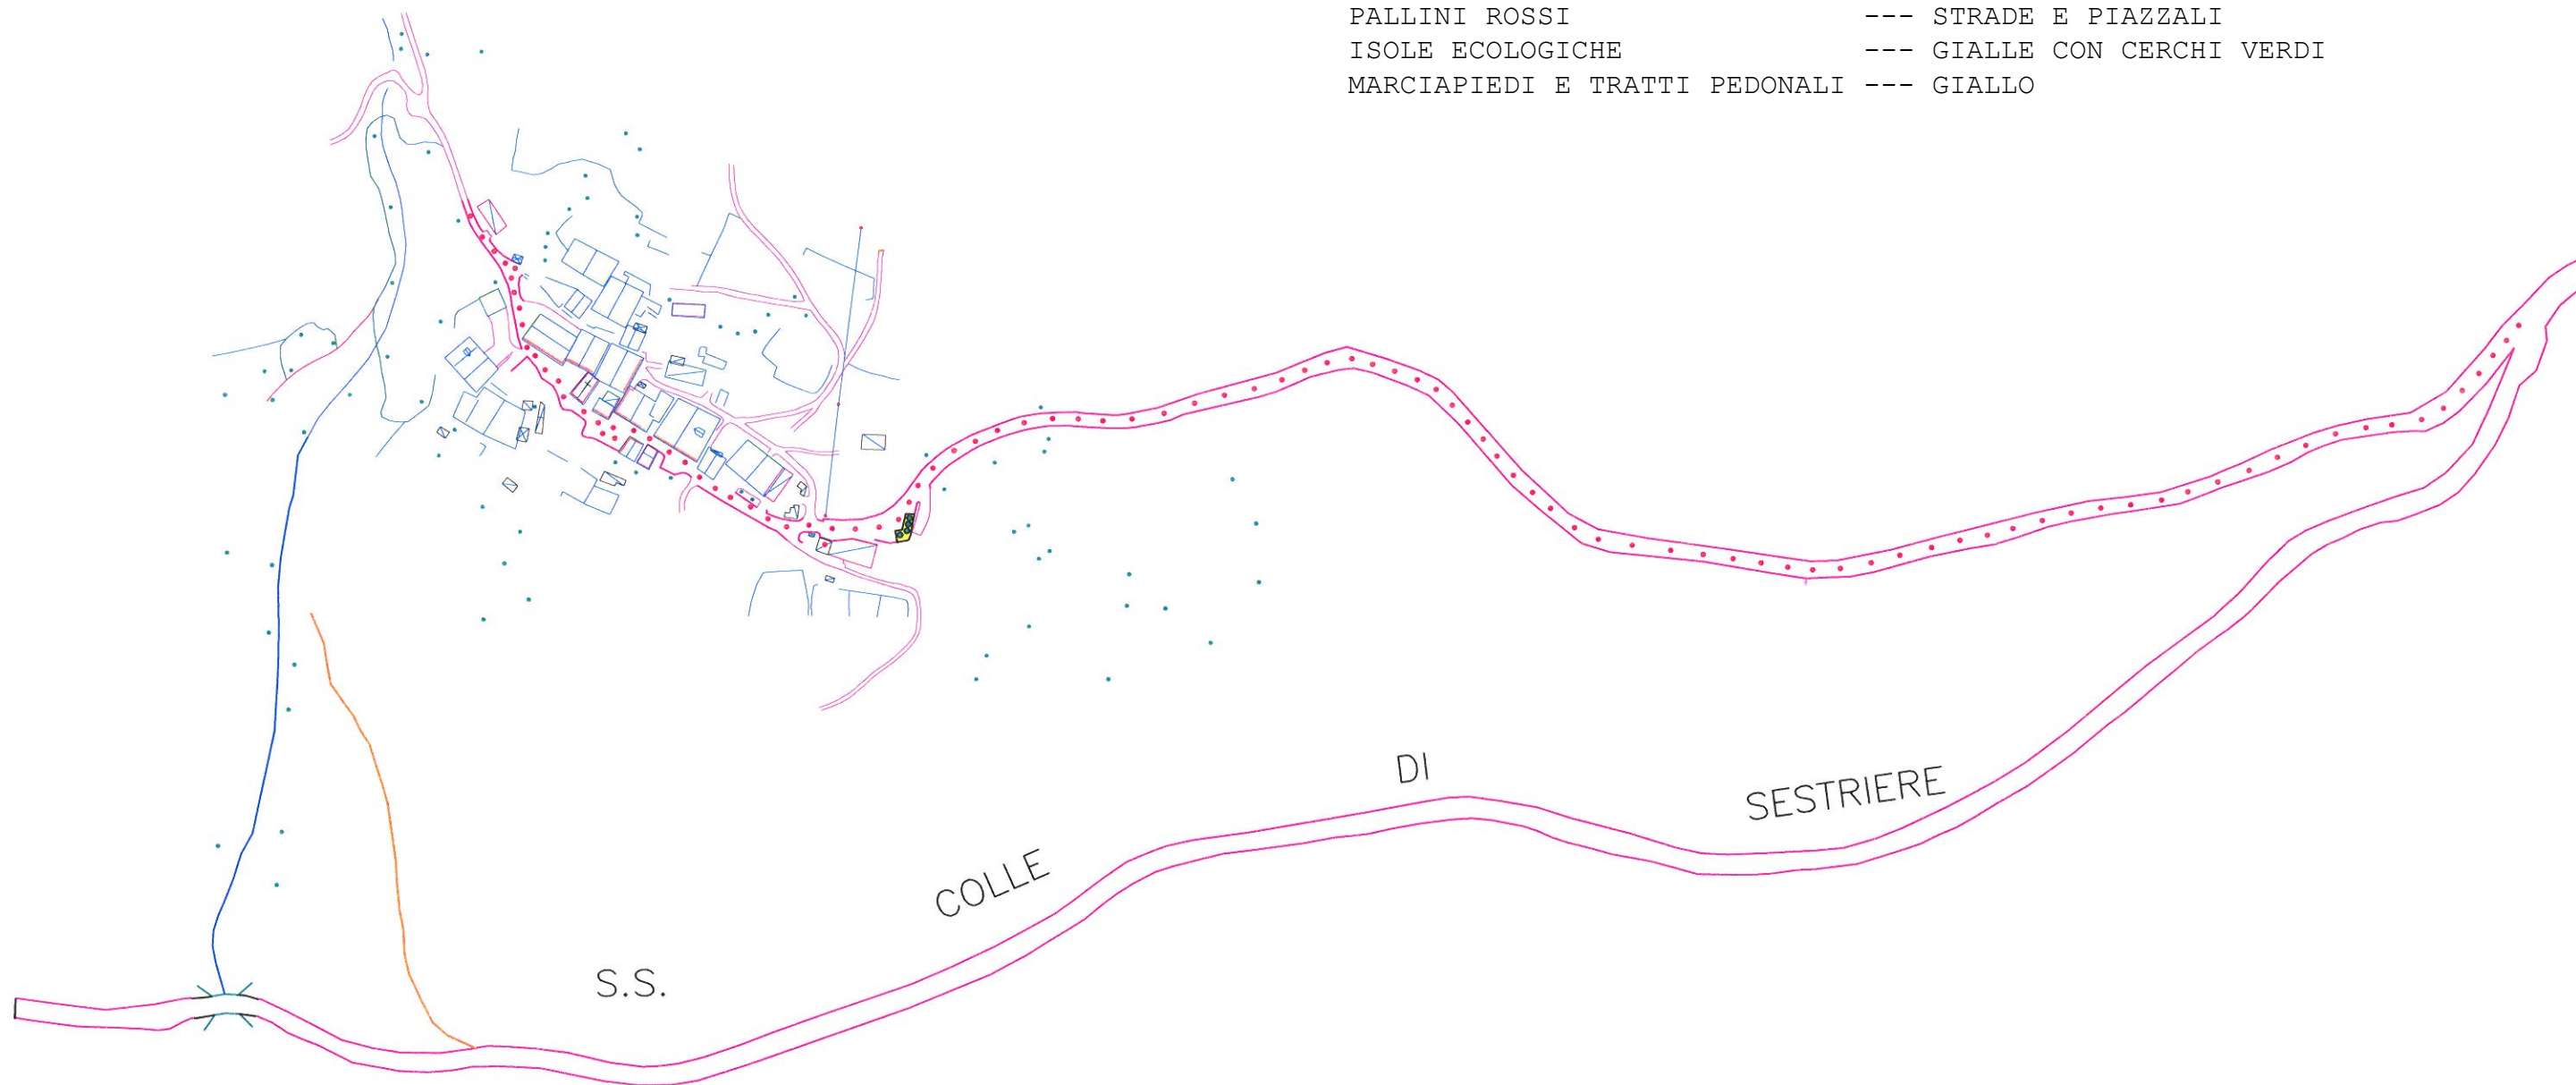 PALLINI ROSSI --- STRADE E PIAZZALI
ISOLE ECOLOGICHE --- GIALLE CON CERCHI VERDI
MARCIAPIEDI E TRATTI PEDONALI --- GIALLO
S.S. COLLE DI SESTRIERE